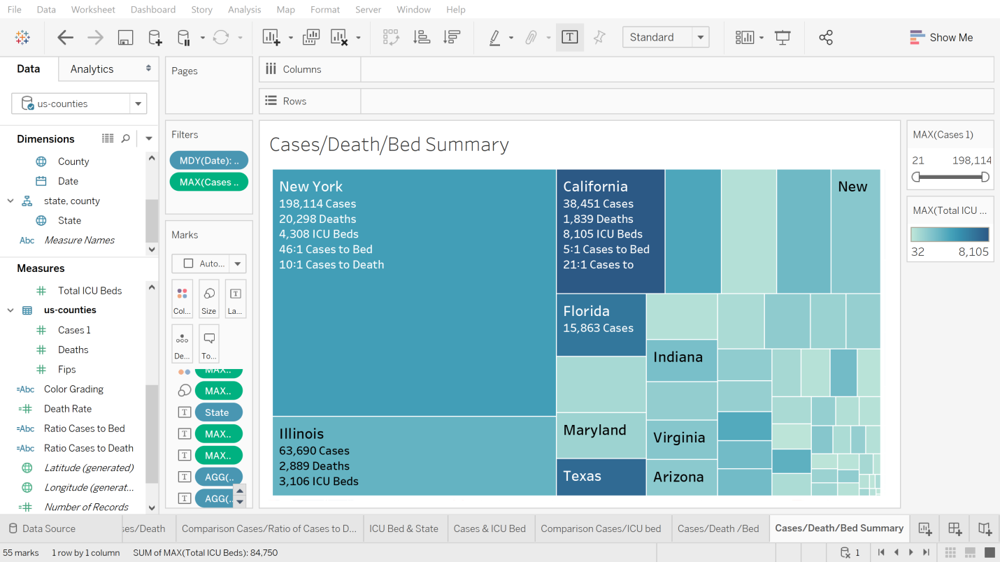 File Data Worksheet Dashboard Story Analysis Map Format Server Window Help
Standard
Show Me
Data Analytics
us-counties
Dimensions
County
Date
state, county
State
Abc Measure Names
Measures
Total ICU Beds
us-counties
Cases 1
Deaths
Fips
=Abc Color Grading
Death Rate
=Abc Ratio Cases to Bed
=Abc Ratio Cases to Death
Latitude (generated)
Longitude (generat...
Number of Records
Pages
Filters
MDY(Date): ..
MAX(Cases ..
Marks
Auto...
Col... Size La...
De... To...
MAX..
MAX..
State
MAX..
MAX..
AGG(..
AGG(..
Columns
Rows
Cases/Death/Bed Summary
New York
198,114 Cases
20,298 Deaths
4,308 ICU Beds
46:1 Cases to Bed
10:1 Cases to Death
Illinois
63,690 Cases
2,889 Deaths
3,106 ICU Beds
California
38,451 Cases
1,839 Deaths
8,105 ICU Beds
5:1 Cases to Bed
21:1 Cases to
New
Florida
15,863 Cases
Indiana
Maryland
Virginia
Texas
Arizona
MAX(Cases 1)
21 198,114
MAX(Total ICU ...
32 8,105
Data Source
ses/Death
Comparison Cases/Ratio of Cases to D...
ICU Bed & State
Cases & ICU Bed
Comparison Cases/ICU bed
Cases/Death /Bed
Cases/Death/Bed Summary
55 marks 1 row by 1 column SUM of MAX(Total ICU Beds): 84,750
1